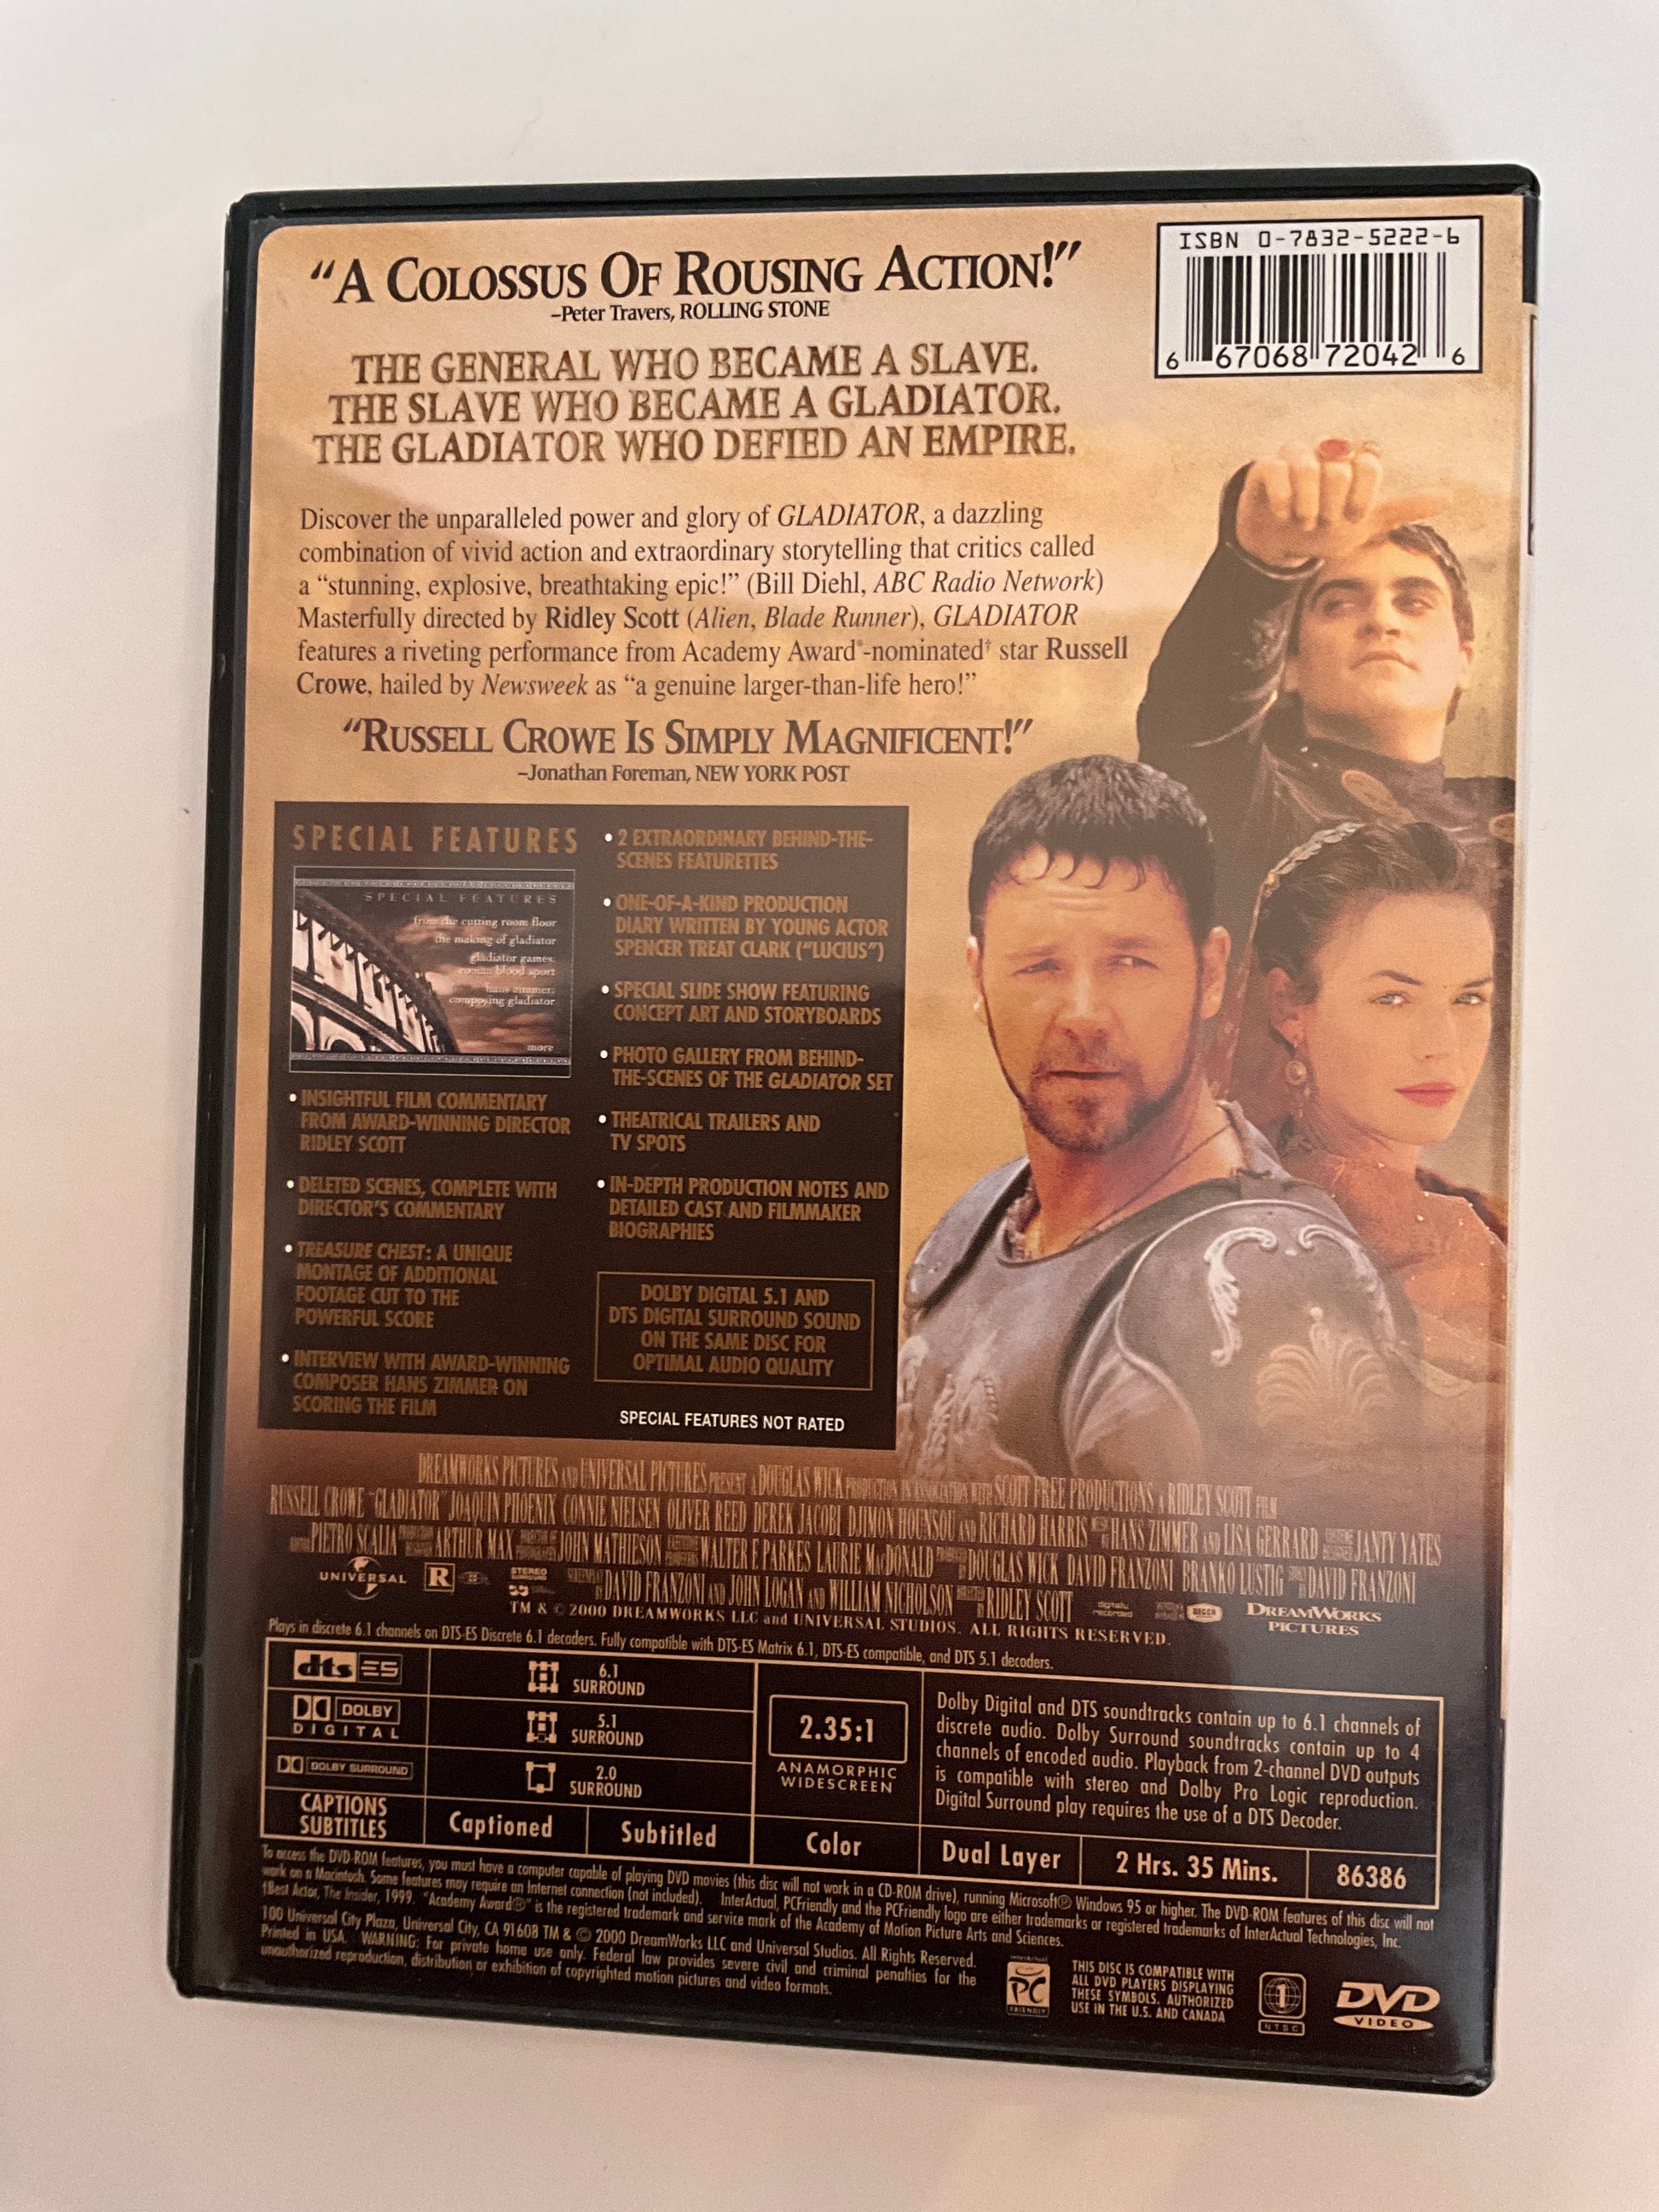 “A COLOSSUS OF ROUSING ACTION!”
–Peter Travers, ROLLING STONE
THE GENERAL WHO BECAME A SLAVE.
THE SLAVE WHO BECAME A GLADIATOR.
THE GLADIATOR WHO DEFIED AN EMPIRE.
ISBN 0-7832-5222-6
6 67068 72042 6
Discover the unparalleled power and glory of GLADIATOR, a dazzling
combination of vivid action and extraordinary storytelling that critics called
a “stunning, explosive, breathtaking epic!” (Bill Diehl, ABC Radio Network)
Masterfully directed by Ridley Scott (Alien, Blade Runner), GLADIATOR
features a riveting performance from Academy Award®-nominated† star Russell
Crowe, hailed by Newsweek as “a genuine larger-than-life hero!”
“RUSSELL CROWE IS SIMPLY MAGNIFICENT!”
–Jonathan Foreman, NEW YORK POST
SPECIAL FEATURES
SPECIAL FEATURES
from the cutting room floor
the making of gladiator
gladiator games:
roman blood sport
hans zimmer:
composing gladiator
more
• INSIGHTFUL FILM COMMENTARY
FROM AWARD-WINNING DIRECTOR
RIDLEY SCOTT
• DELETED SCENES, COMPLETE WITH
DIRECTOR'S COMMENTARY
• TREASURE CHEST: A UNIQUE
MONTAGE OF ADDITIONAL
FOOTAGE CUT TO THE
POWERFUL SCORE
• INTERVIEW WITH AWARD-WINNING
COMPOSER HANS ZIMMER ON
SCORING THE FILM
• 2 EXTRAORDINARY BEHIND-THE-
SCENES FEATURETTES
• ONE-OF-A-KIND PRODUCTION
DIARY WRITTEN BY YOUNG ACTOR
SPENCER TREAT CLARK (“LUCIUS”)
• SPECIAL SLIDE SHOW FEATURING
CONCEPT ART AND STORYBOARDS
• PHOTO GALLERY FROM BEHIND-
THE-SCENES OF THE GLADIATOR SET
• THEATRICAL TRAILERS AND
TV SPOTS
• IN-DEPTH PRODUCTION NOTES AND
DETAILED CAST AND FILMMAKER
BIOGRAPHIES
DOLBY DIGITAL 5.1 AND
DTS DIGITAL SURROUND SOUND
ON THE SAME DISC FOR
OPTIMAL AUDIO QUALITY
SPECIAL FEATURES NOT RATED
DREAMWORKS PICTURES AND UNIVERSAL PICTURES PRESENT A DOUGLAS WICK PRODUCTION IN ASSOCIATION WITH SCOTT FREE PRODUCTIONS A RIDLEY SCOTT FILM
RUSSELL CROWE “GLADIATOR” JOAQUIN PHOENIX CONNIE NIELSEN OLIVER REED DEREK JACOBI DJIMON HOUNSOU AND RICHARD HARRIS HANS ZIMMER AND LISA GERRARD JANTY YATES
PIETRO SCALIA ARTHUR MAX JOHN MATHIESON WALTER F. PARKES LAURIE MacDONALD DOUGLAS WICK DAVID FRANZONI BRANKO LUSTIG DAVID FRANZONI
UNIVERSAL R STEREO DAVID FRANZONI AND JOHN LOGAN AND WILLIAM NICHOLSON RIDLEY SCOTT digitally recorded DECCA DREAMWORKS PICTURES
TM & © 2000 DREAMWORKS LLC and UNIVERSAL STUDIOS. ALL RIGHTS RESERVED.
Plays in discrete 6.1 channels on DTS-ES Discrete 6.1 decoders. Fully compatible with DTS-ES Matrix 6.1, DTS-ES compatible, and DTS 5.1 decoders.
dts ES
6.1
SURROUND
DOLBY
DIGITAL
5.1
SURROUND
DOLBY SURROUND
2.0
SURROUND
2.35:1
ANAMORPHIC
WIDESCREEN
Dolby Digital and DTS soundtracks contain up to 6.1 channels of
discrete audio. Dolby Surround soundtracks contain up to 4
channels of encoded audio. Playback from 2-channel DVD outputs
is compatible with stereo and Dolby Pro Logic reproduction.
Digital Surround play requires the use of a DTS Decoder.
CAPTIONS
SUBTITLES
Captioned
Subtitled
Color
Dual Layer
2 Hrs. 35 Mins.
86386
To access the DVD-ROM features, you must have a computer capable of playing DVD movies (this disc will not work in a CD-ROM drive), running Microsoft® Windows 95 or higher. The DVD-ROM features of this disc will not
work on a Macintosh. Some features may require an Internet connection (not included). InterActual, PCFriendly and the PCFriendly logo are either trademarks or registered trademarks of InterActual Technologies, Inc.
†Best Actor, The Insider, 1999. “Academy Award®” is the registered trademark and service mark of the Academy of Motion Picture Arts and Sciences.
100 Universal City Plaza, Universal City, CA 91608 TM & © 2000 DreamWorks LLC and Universal Studios. All Rights Reserved.
Printed in USA. WARNING: For private home use only. Federal law provides severe civil and criminal penalties for the
unauthorized reproduction, distribution or exhibition of copyrighted motion pictures and video formats.
PC
FRIENDLY
THIS DISC IS COMPATIBLE WITH
ALL DVD PLAYERS DISPLAYING
THESE SYMBOLS. AUTHORIZED
USE IN THE U.S. AND CANADA
1
NTSC
DVD
VIDEO